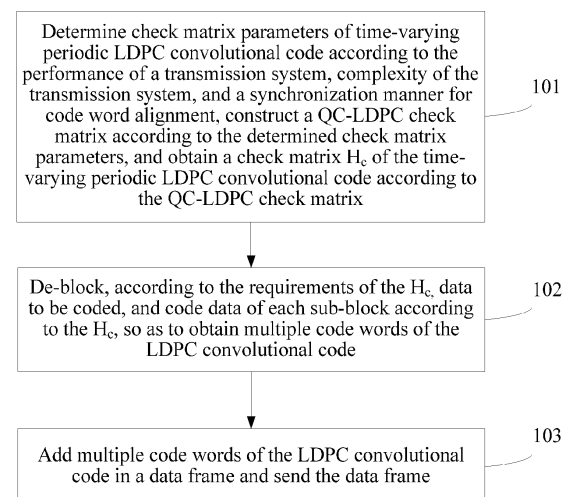 Determine check matrix parameters of time-varying
periodic LDPC convolutional code according to the
performance of a transmission system, complexity of the
transmission system, and a synchronization manner for
code word alignment, construct a QC-LDPC check
matrix according to the determined check matrix
parameters, and obtain a check matrix Hc of the time-
varying periodic LDPC convolutional code according to
the QC-LDPC check matrix
101
De-block, according to the requirements of the Hc, data
to be coded, and code data of each sub-block according
to the Hc, so as to obtain multiple code words of the
LDPC convolutional code
102
Add multiple code words of the LDPC convolutional
code in a data frame and send the data frame
103